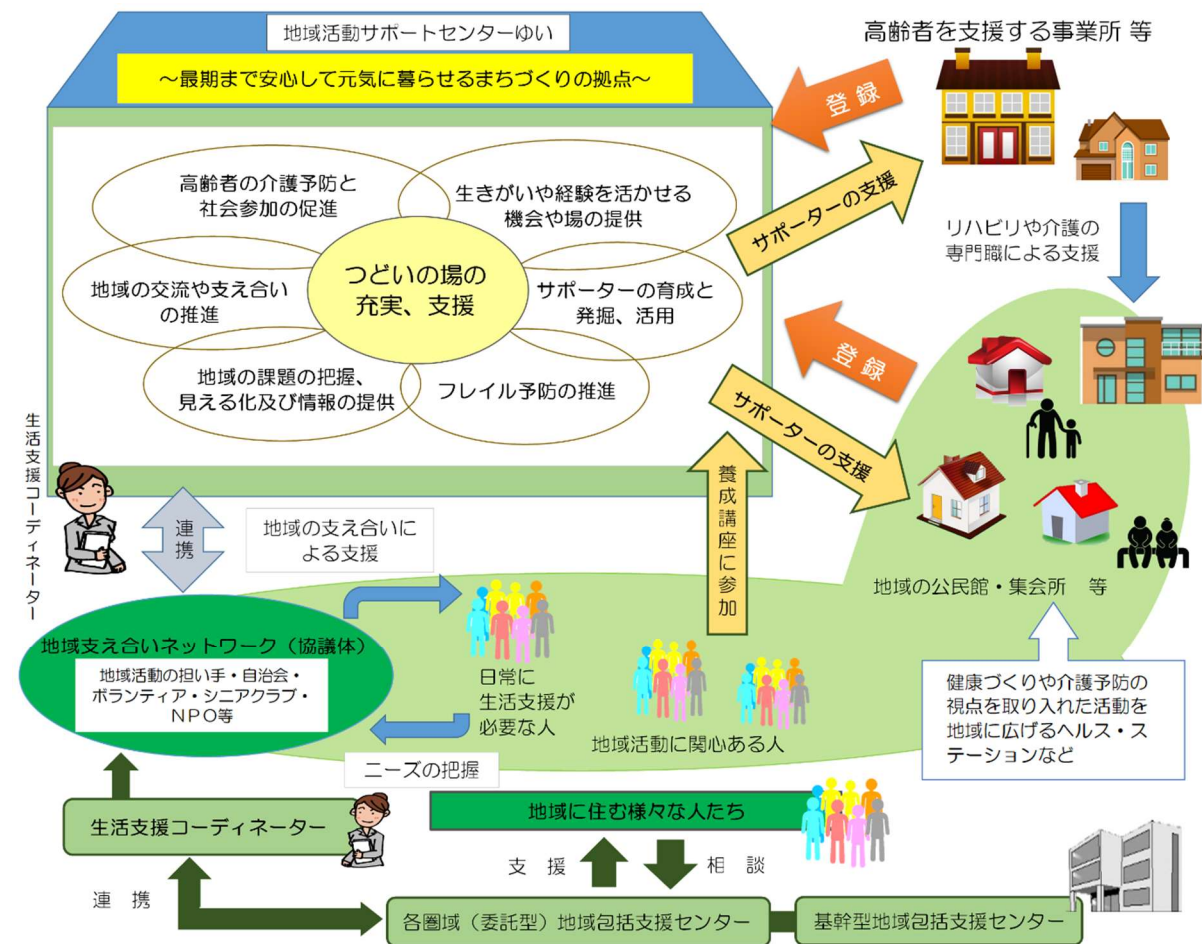 地域活動サポートセンターゆい
～最期まで安心して元気に暮らせるまちづくりの拠点～
高齢者を支援する事業所 等
登録
高齢者の介護予防と
社会参加の促進
生きがいや経験を活かせる
機会や場の提供
つどいの場の
充実、支援
地域の交流や支え合い
の推進
サポーターの育成と
発掘、活用
地域の課題の把握、
見える化及び情報の提供
フレイル予防の推進
サポーターの支援
リハビリや介護の
専門職による支援
登録
サポーターの支援
生活支援コーディネーター
連携
地域の支え合いに
よる支援
養成講座に参加
地域の公民館・集会所 等
地域支え合いネットワーク（協議体）
地域活動の担い手・自治会・
ボランティア・シニアクラブ・
ＮＰＯ等
日常に
生活支援が
必要な人
地域活動に関心ある人
健康づくりや介護予防の
視点を取り入れた活動を
地域に広げるヘルス・ス
テーションなど
ニーズの把握
生活支援コーディネーター
地域に住む様々な人たち
支 援
相 談
連 携
各圏域（委託型）地域包括支援センター
基幹型地域包括支援センター